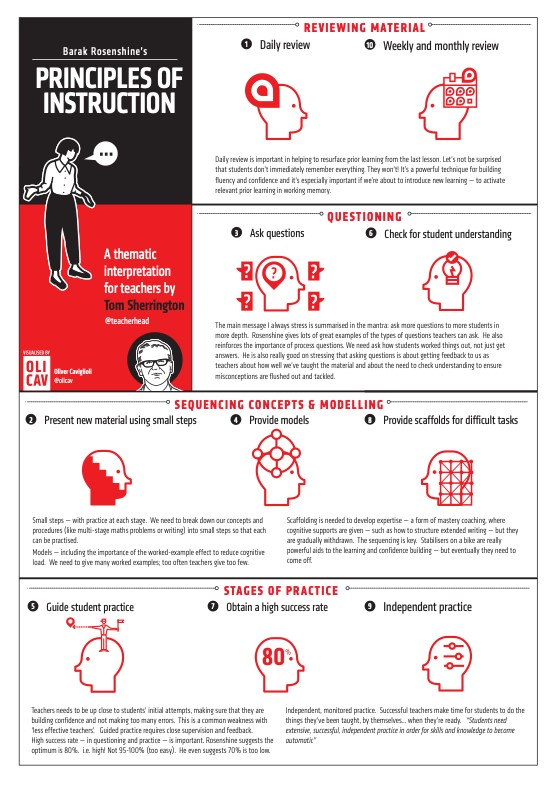 Barak Rosenshine's
PRINCIPLES OF
INSTRUCTION
A thematic
interpretation
for teachers by
Tom Sherrington
@teacherhead
VISUALISED BY
OLI
CAV
Oliver Caviglioli
@olicav
REVIEWING MATERIAL
1 Daily review
10 Weekly and monthly review
Daily review is important in helping to resurface prior learning from the last lesson. Let's not be surprised
that students don't immediately remember everything. They won't! It's a powerful technique for building
fluency and confidence and it's especially important if we're about to introduce new learning — to activate
relevant prior learning in working memory.
QUESTIONING
3 Ask questions
6 Check for student understanding
? ? ? ? ?
The main message I always stress is summarised in the mantra: ask more questions to more students in
more depth. Rosenshine gives lots of great examples of the types of questions teachers can ask. He also
reinforces the importance of process questions. We need ask how students worked things out, not just get
answers. He is also really good on stressing that asking questions is about getting feedback to us as
teachers about how well we've taught the material and about the need to check understanding to ensure
misconceptions are flushed out and tackled.
SEQUENCING CONCEPTS & MODELLING
2 Present new material using small steps
4 Provide models
8 Provide scaffolds for difficult tasks
Small steps — with practice at each stage. We need to break down our concepts and
procedures (like multi-stage maths problems or writing) into small steps so that each
can be practised.
Models — including the importance of the worked-example effect to reduce cognitive
load. We need to give many worked examples; too often teachers give too few.
Scaffolding is needed to develop expertise — a form of mastery coaching, where
cognitive supports are given — such as how to structure extended writing — but they
are gradually withdrawn. The sequencing is key. Stabilisers on a bike are really
powerful aids to the learning and confidence building — but eventually they need to
come off.
STAGES OF PRACTICE
5 Guide student practice
7 Obtain a high success rate
9 Independent practice
80%
Teachers needs to be up close to students' initial attempts, making sure that they are
building confidence and not making too many errors. This is a common weakness with
'less effective teachers'. Guided practice requires close supervision and feedback.
High success rate — in questioning and practice — is important. Rosenshine suggests the
optimum is 80%. i.e. high! Not 95-100% (too easy). He even suggests 70% is too low.
Independent, monitored practice. Successful teachers make time for students to do the
things they've been taught, by themselves... when they're ready. "Students need
extensive, successful, independent practice in order for skills and knowledge to become
automatic"